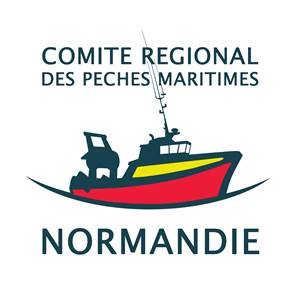 COMITE REGIONAL
DES PECHES MARITIMES
NORMANDIE